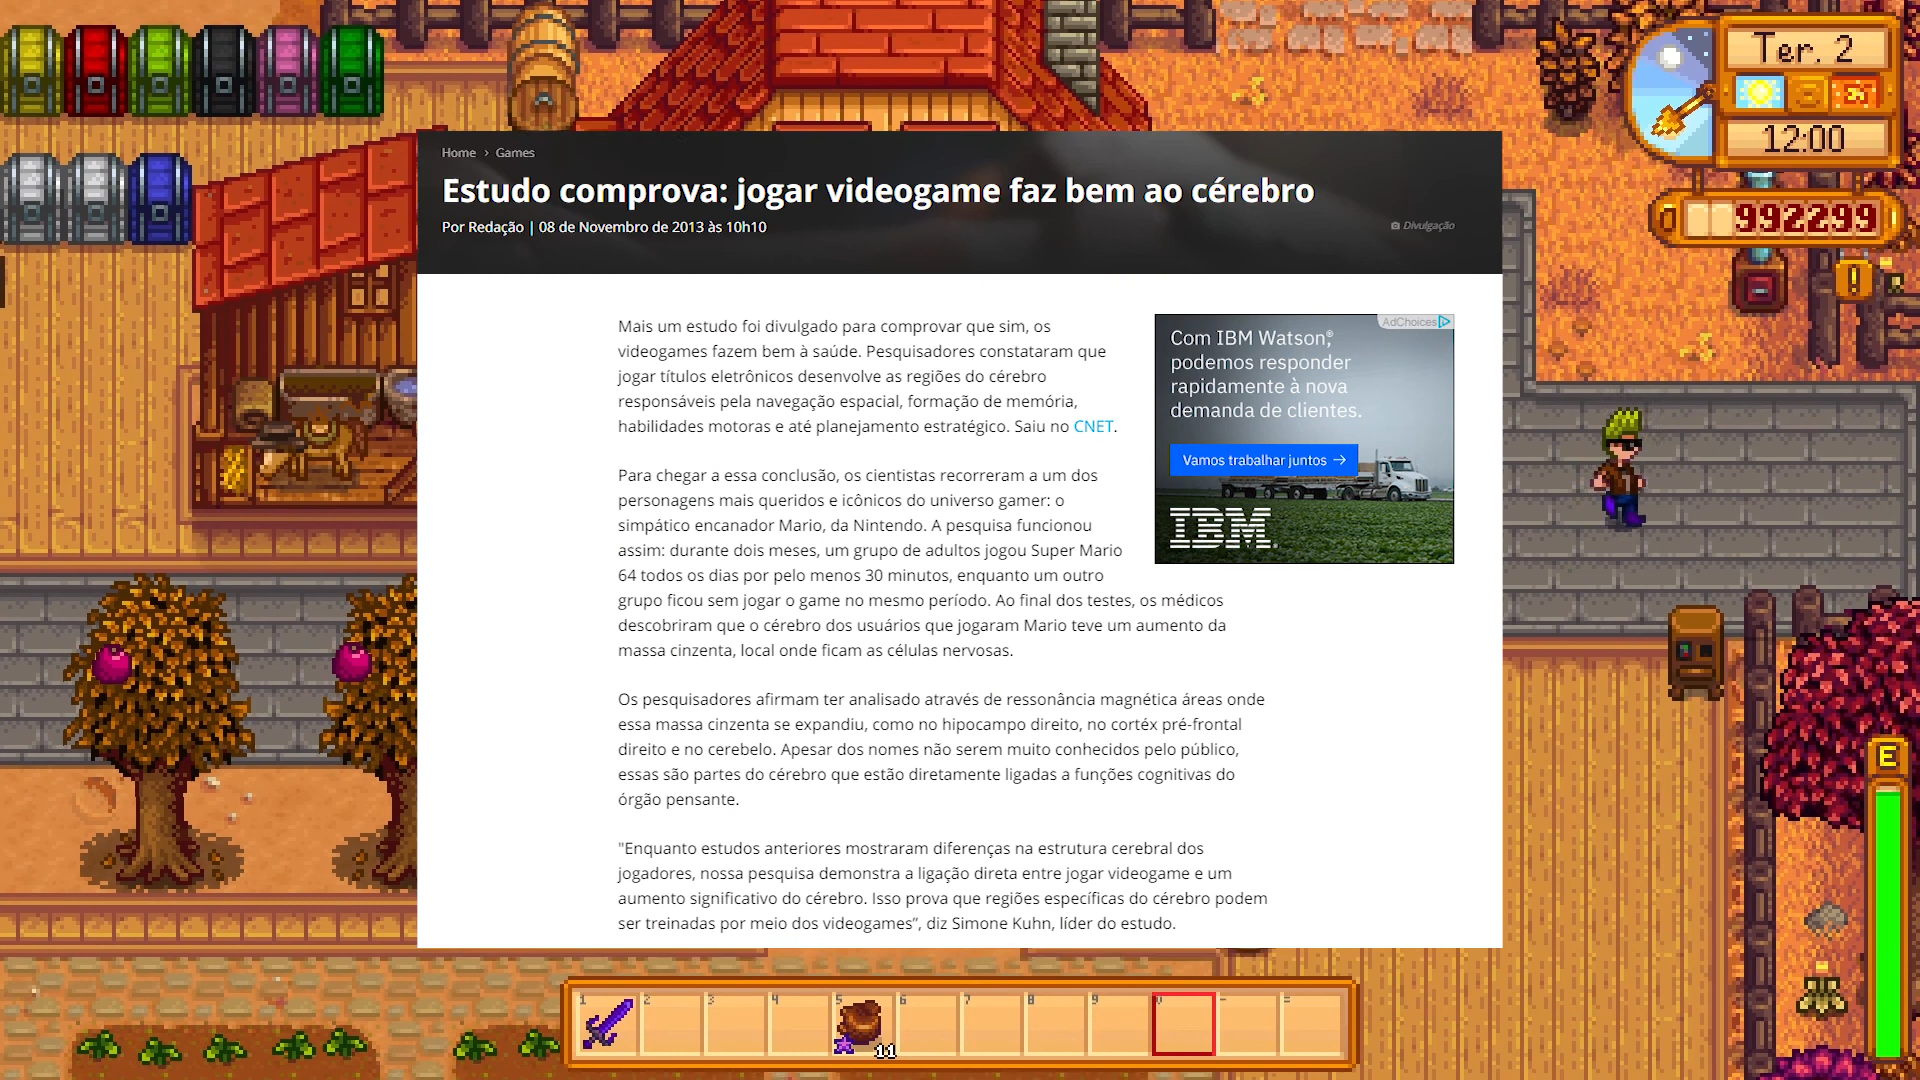 Ter. 2
12:00
992299
Home › Games
Estudo comprova: jogar videogame faz bem ao cérebro
Por Redação | 08 de Novembro de 2013 às 10h10
Divulgação
Mais um estudo foi divulgado para comprovar que sim, os
videogames fazem bem à saúde. Pesquisadores constataram que
jogar títulos eletrônicos desenvolve as regiões do cérebro
responsáveis pela navegação espacial, formação de memória,
habilidades motoras e até planejamento estratégico. Saiu no CNET.
Para chegar a essa conclusão, os cientistas recorreram a um dos
personagens mais queridos e icônicos do universo gamer: o
simpático encanador Mario, da Nintendo. A pesquisa funcionou
assim: durante dois meses, um grupo de adultos jogou Super Mario
64 todos os dias por pelo menos 30 minutos, enquanto um outro
grupo ficou sem jogar o game no mesmo período. Ao final dos testes, os médicos
descobriram que o cérebro dos usuários que jogaram Mario teve um aumento da
massa cinzenta, local onde ficam as células nervosas.
Os pesquisadores afirmam ter analisado através de ressonância magnética áreas onde
essa massa cinzenta se expandiu, como no hipocampo direito, no cortéx pré-frontal
direito e no cerebelo. Apesar dos nomes não serem muito conhecidos pelo público,
essas são partes do cérebro que estão diretamente ligadas a funções cognitivas do
órgão pensante.
"Enquanto estudos anteriores mostraram diferenças na estrutura cerebral dos
jogadores, nossa pesquisa demonstra a ligação direta entre jogar videogame e um
aumento significativo do cérebro. Isso prova que regiões específicas do cérebro podem
ser treinadas por meio dos videogames”, diz Simone Kuhn, líder do estudo.
AdChoices
Com IBM Watson®,
podemos responder
rapidamente à nova
demanda de clientes.
Vamos trabalhar juntos →
IBM®
E
1 2 3 4 5 6 7 8 9 0 - =
11